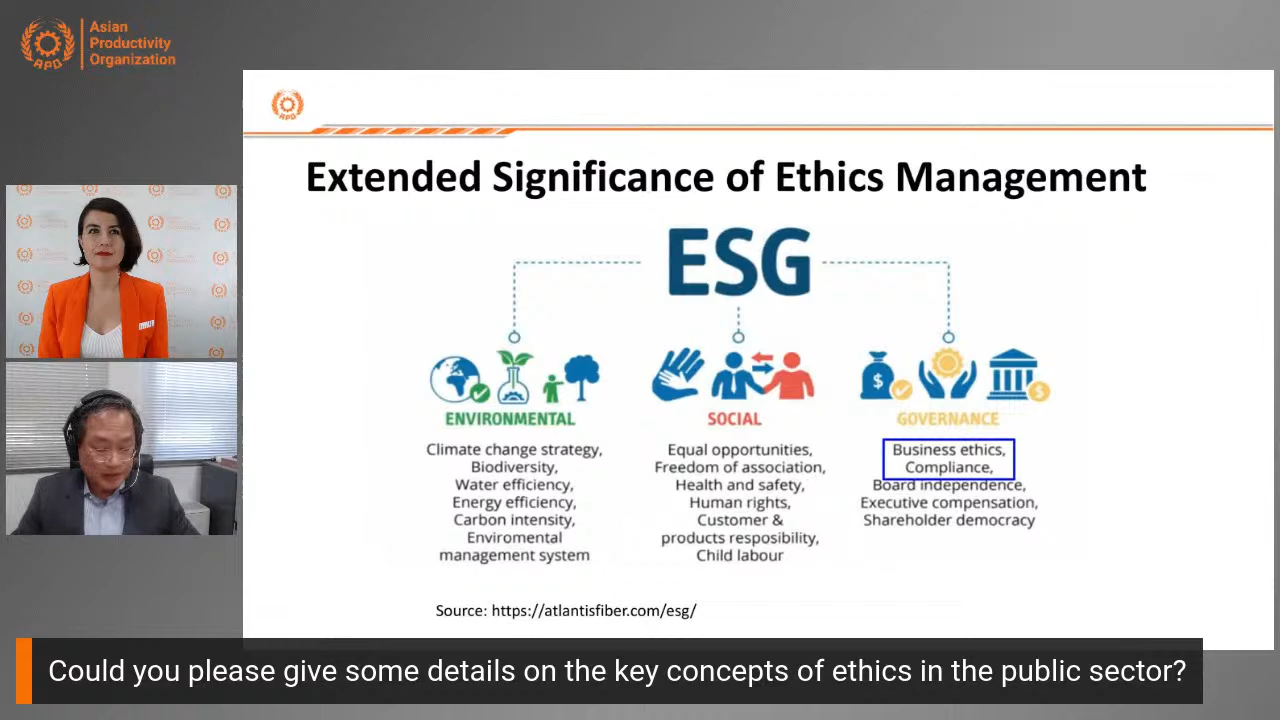 Asian
Productivity
Organization
APO
APO
Extended Significance of Ethics Management
ESG
ENVIRONMENTAL
Climate change strategy,
Biodiversity,
Water efficiency,
Energy efficiency,
Carbon intensity,
Enviromental
management system
SOCIAL
Equal opportunities,
Freedom of association,
Health and safety,
Human rights,
Customer &
products resposibility,
Child labour
$
GOVERNANCE
$
Business ethics,
Compliance,
Board independence,
Executive compensation,
Shareholder democracy
Source: https://atlantisfiber.com/esg/
Could you please give some details on the key concepts of ethics in the public sector?